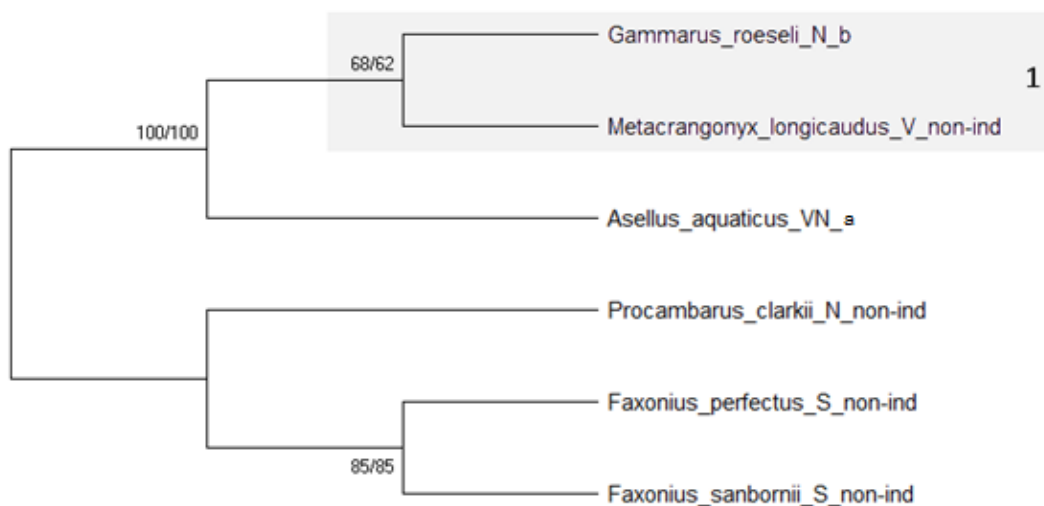 Gammarus_roeseli_N_b
68/62
1
Metacrangonyx_longicaudus_V_non-ind
100/100
Asellus_aquaticus_VN_a
Procambarus_clarkii_N_non-ind
Faxonius_perfectus_S_non-ind
85/85
Faxonius_sanbornii_S_non-ind